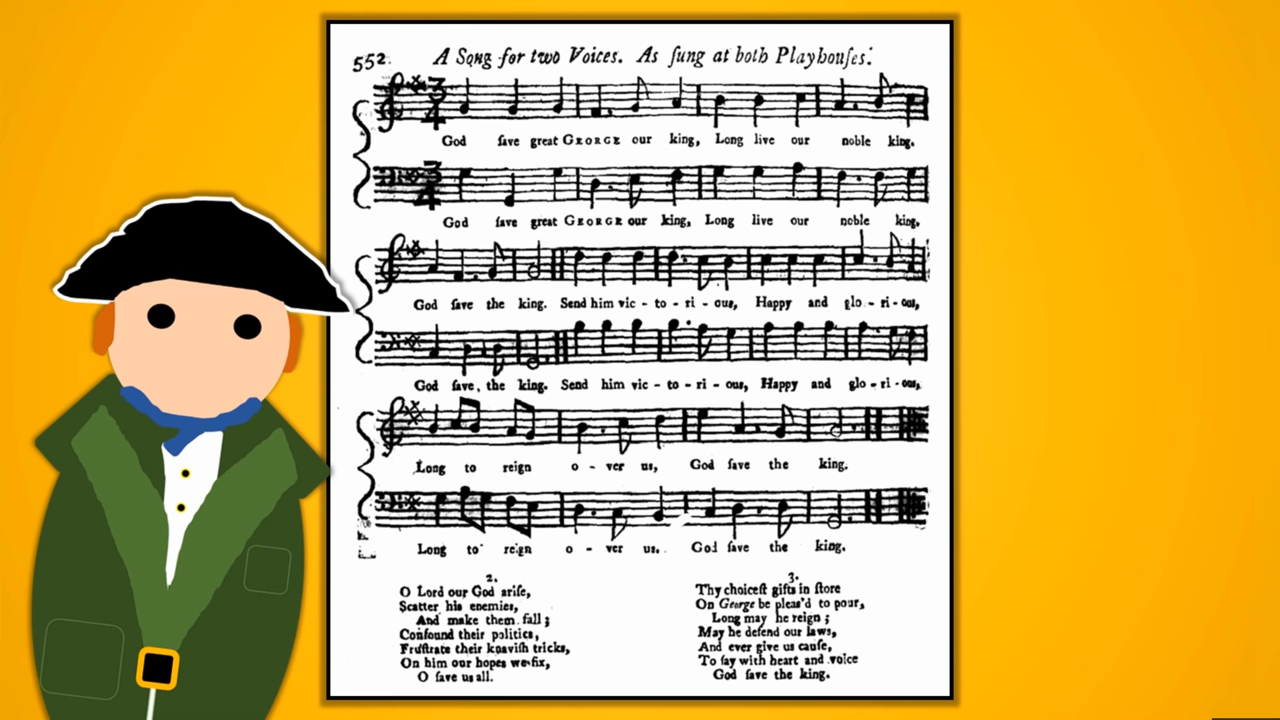 552. A Song for two Voices. As ſung at both Playhouſes.
3
4
God ſave great GEORGE our king, Long live our noble king.
3
4
God ſave great GEORGE our king, Long live our noble king.
God ſave the king. Send him vic - to - ri - ous, Happy and glo - ri - ous,
God ſave the king. Send him vic - to - ri - ous, Happy and glo - ri - ous,
Long to reign o - ver us, God ſave the king.
Long to reign o - ver us. God ſave the king.
2.
O Lord our God ariſe,
Scatter his enemies,
And make them fall;
Confound their politics,
Fruſtrate their knaviſh tricks,
On him our hopes we fix,
O ſave us all.
3.
Thy choiceſt gifts in ſtore
On George be pleas'd to pour,
Long may he reign;
May he defend our laws,
And ever give us cauſe,
To ſay with heart and voice
God ſave the king.